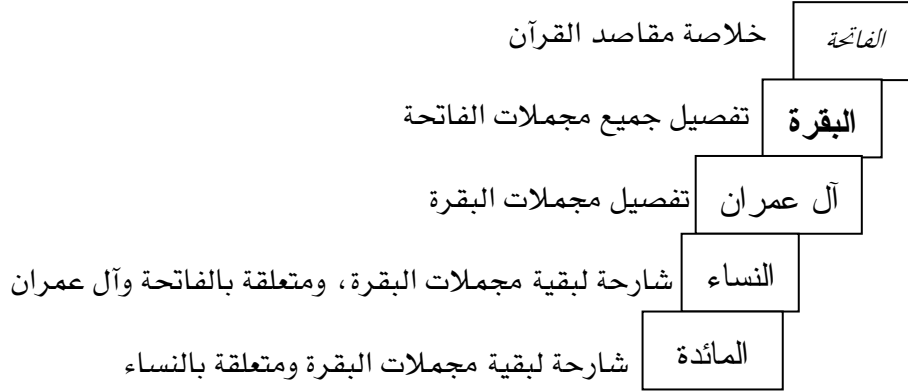 الفاتحة خلاصة مقاصد القرآن
البقرة تفصيل جميع مجملات الفاتحة
آل عمران تفصيل مجملات البقرة
النساء شارحة لبقية مجملات البقرة، ومتعلقة بالفاتحة وآل عمران
المائدة شارحة لبقية مجملات البقرة ومتعلقة بالنساء